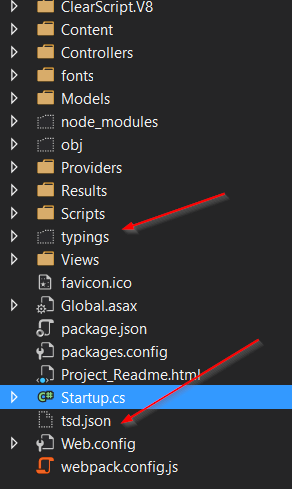 ClearScript.V8
Content
Controllers
fonts
Models
node_modules
obj
Providers
Results
Scripts
typings
Views
favicon.ico
Global.asax
package.json
packages.config
Project_Readme.html
Startup.cs
tsd.json
Web.config
webpack.config.js